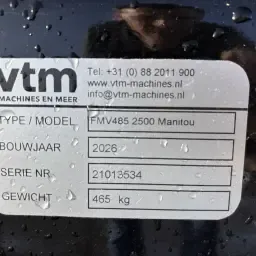 vtm
MACHINES EN MEER
Tel: +31 (0) 88 2011 900
www.vtm-machines.nl
info@vtm-machines.nl
TYPE / MODEL FMV485 2500 Manitou
BOUWJAAR 2026
SERIE NR 21013534
GEWICHT 465 kg